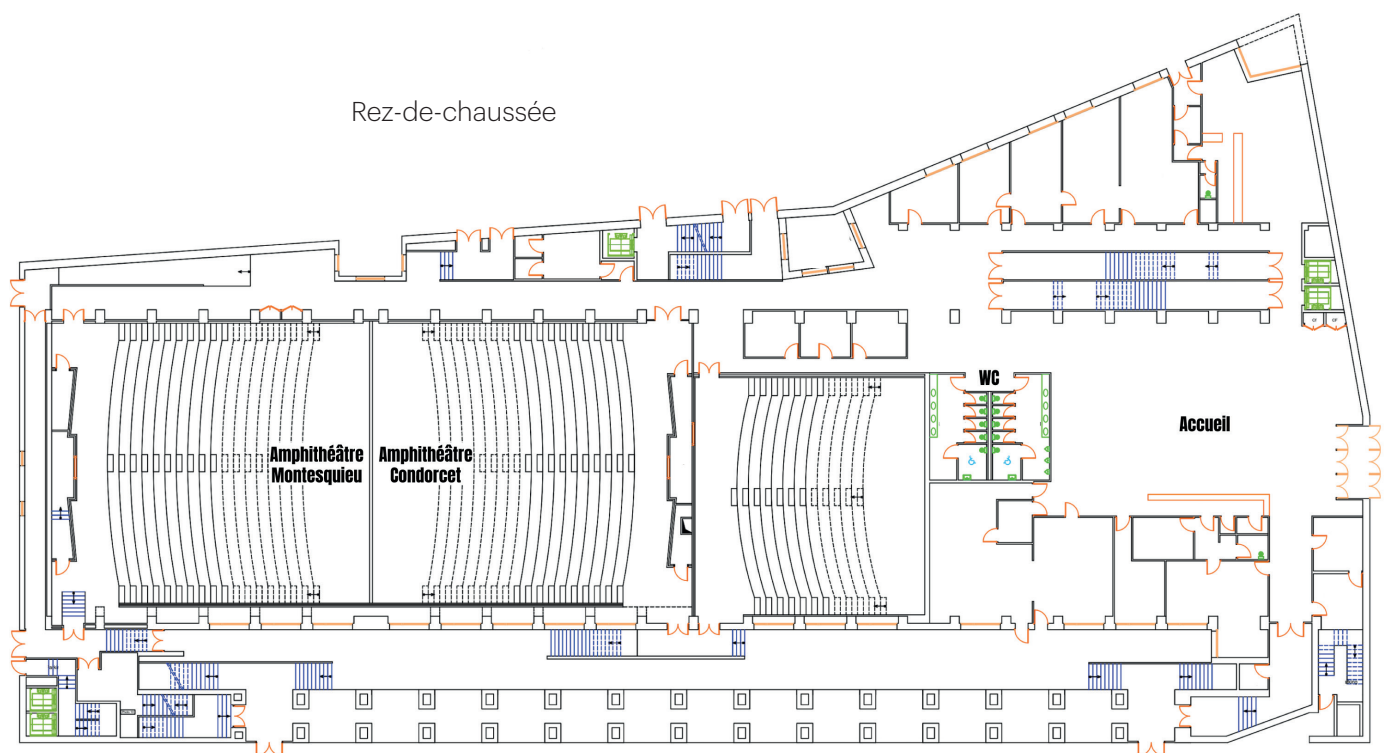 Rez-de-chaussée
WC
Accueil
Amphithéâtre
Montesquieu
Amphithéâtre
Condorcet